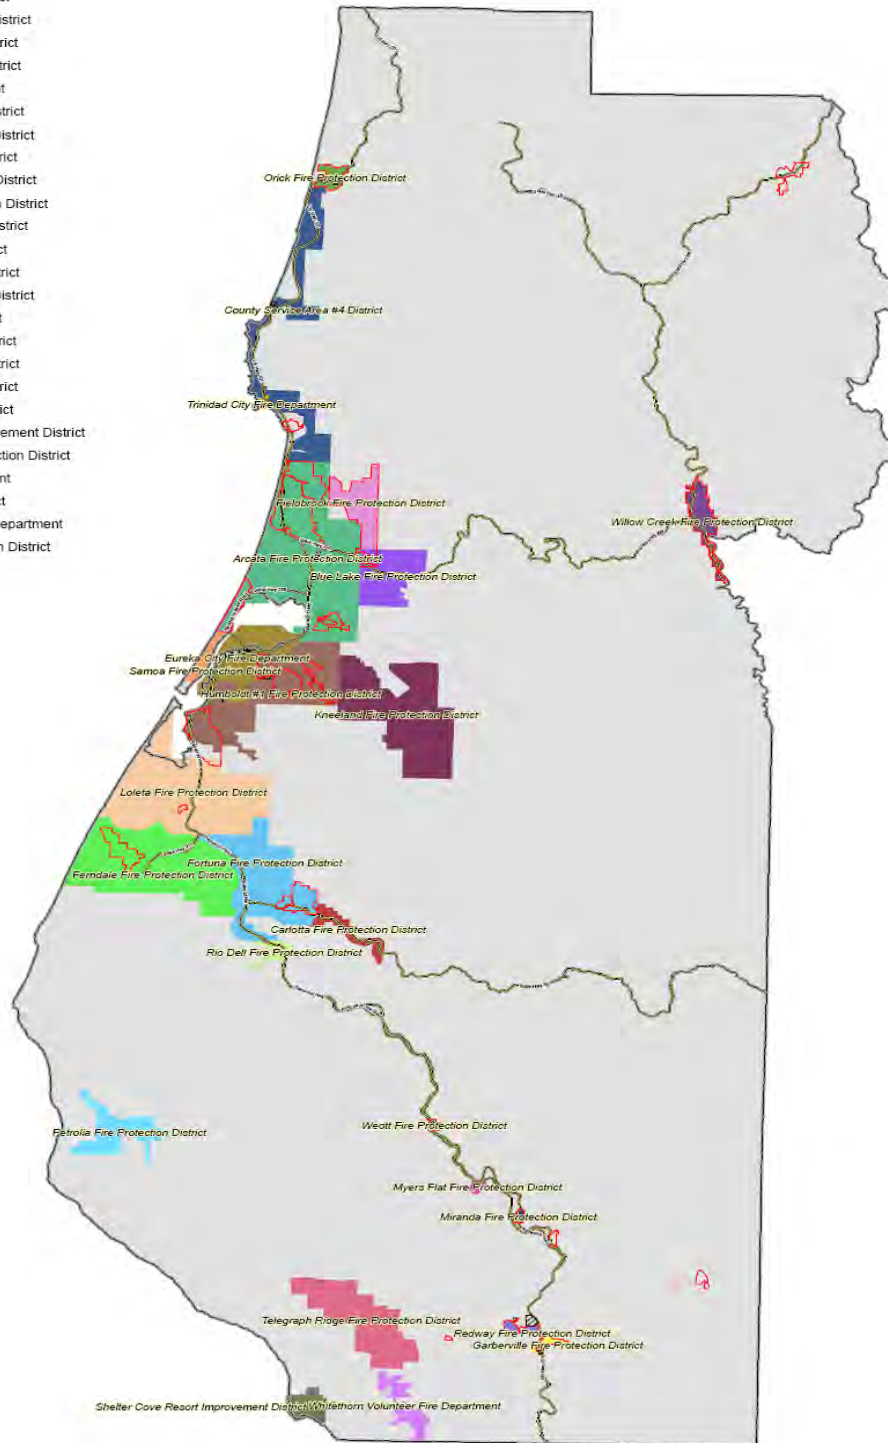 istrict
rict
trict
t
strict
District
rict
District
n District
strict
ct
trict
District
t
rict
trict
rict
ict
ement District
ction District
nt
t
epartment
n District
Orick Fire Protection District
County Service Area #4 District
Trinidad City Fire Department
Fieldbrook Fire Protection District
Willow Creek Fire Protection District
Arcata Fire Protection District
Blue Lake Fire Protection District
Eureka City Fire Department
Samoa Fire Protection District
Humboldt #1 Fire Protection District
Kneeland Fire Protection District
Loleta Fire Protection District
Fortuna Fire Protection District
Ferndale Fire Protection District
Carlotta Fire Protection District
Rio Dell Fire Protection District
Weott Fire Protection District
Petrolia Fire Protection District
Myers Flat Fire Protection District
Miranda Fire Protection District
Telegraph Ridge Fire Protection District
Redway Fire Protection District
Garberville Fire Protection District
Shelter Cove Resort Improvement District Whitethorn Volunteer Fire Department